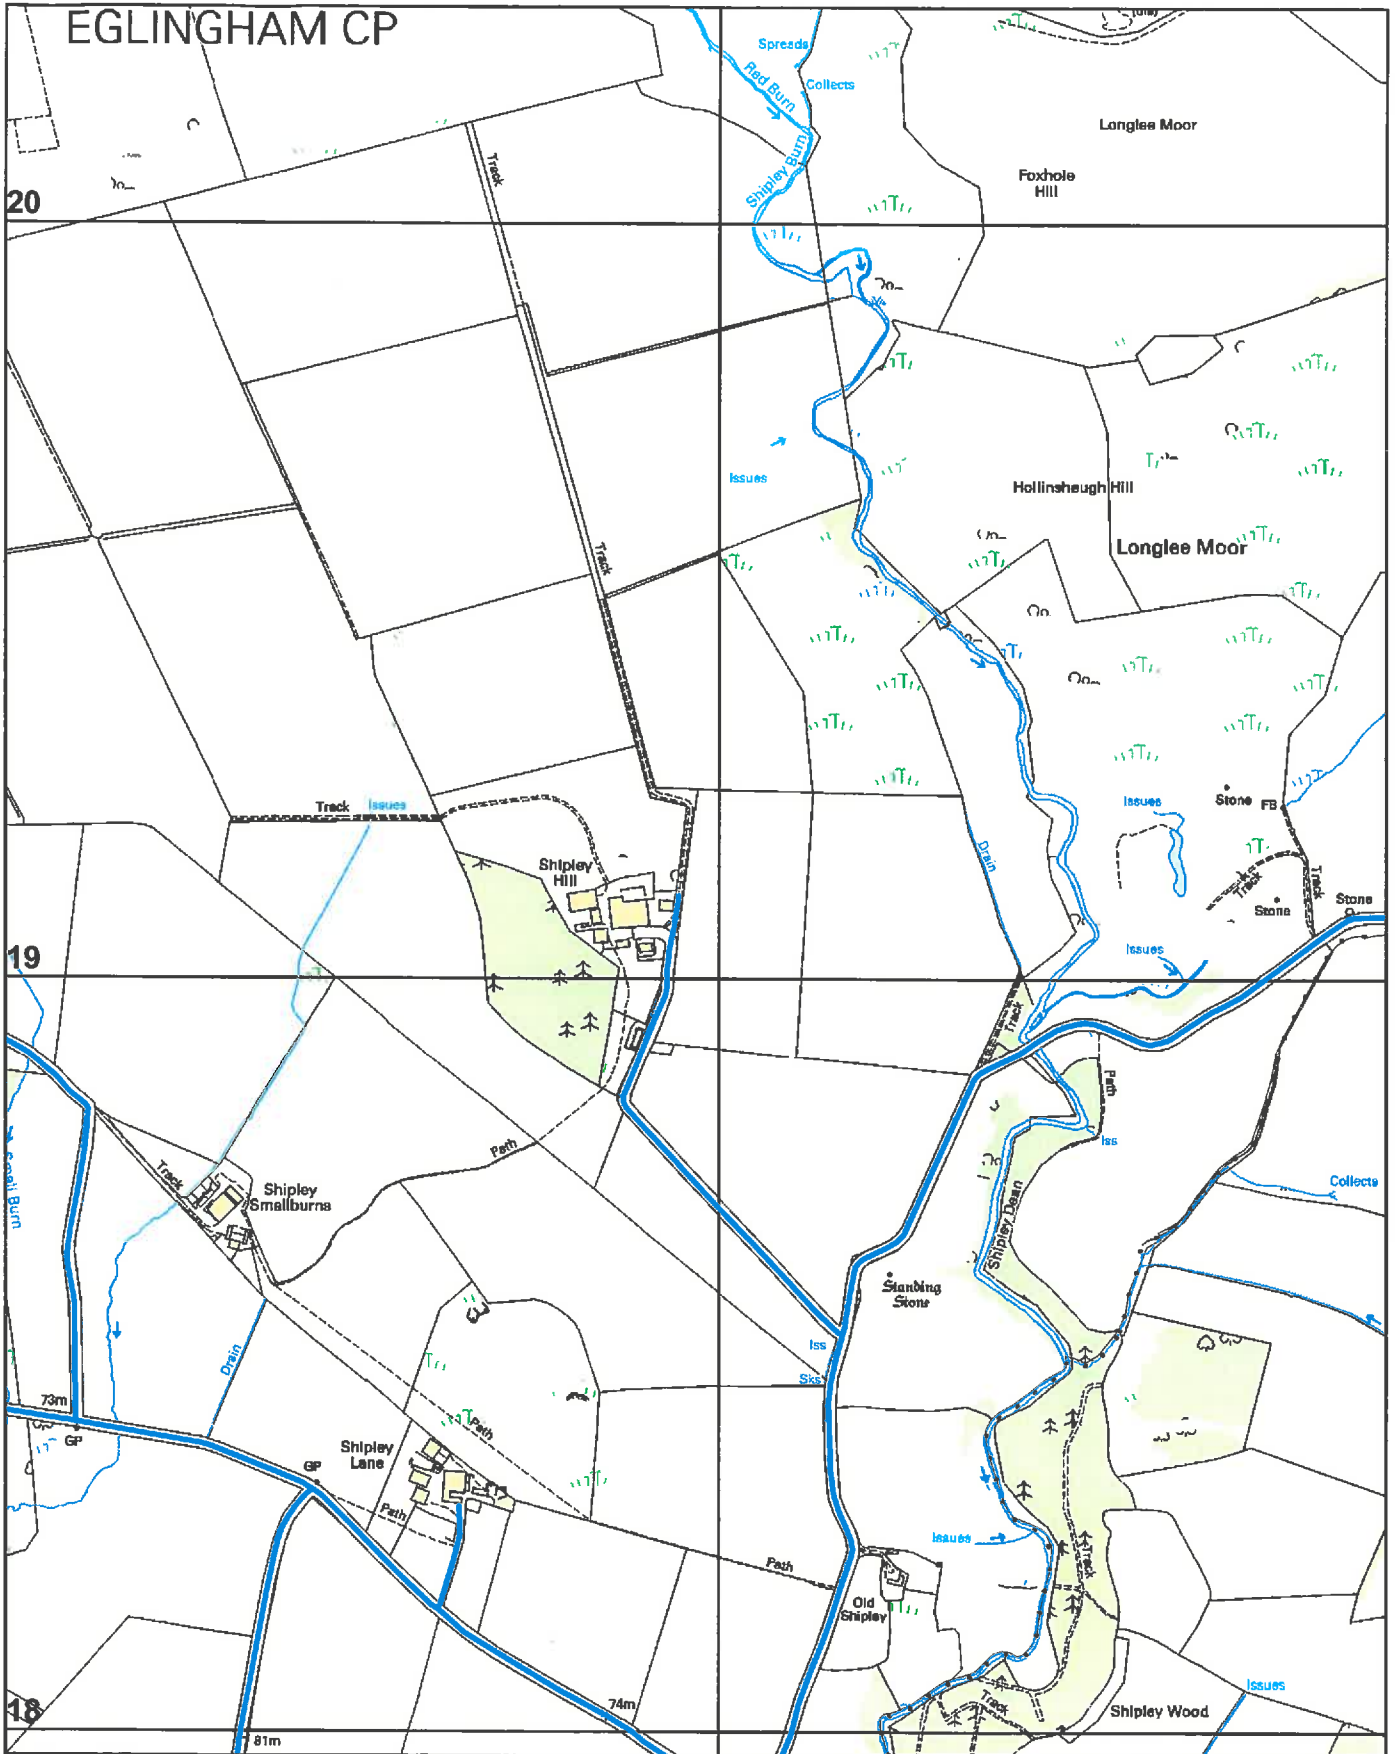 EGLINGHAM CP
Spreads
Red Burn
Collects
Longlee Moor
Foxhole
Hill
Track
Shipley Burn
20
Issues
Hollinsheugh Hill
Longlee Moor
Track
Track
Issues
Issues
Stone
FB
Drain
Shipley
Hill
Track
Track
Stone
Stone
19
Issues
Track
Path
Iss
Path
Track
Shipley
Smallburns
Small Burn
Collects
Shipley Dean
Standing
Stone
Drain
Iss
Sks
73m
GP
Path
Shipley
Lane
GP
Path
Issues
Track
Path
Old
Shipley
18
74m
Track
Issues
Shipley Wood
81m